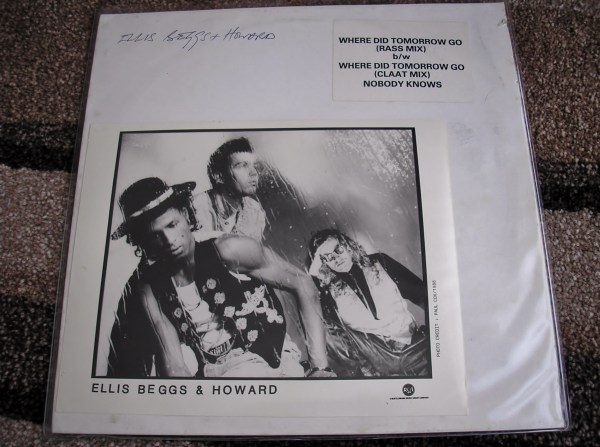 ELLIS BEGGS + HOWARD
WHERE DID TOMORROW GO
(RASS MIX)
b/w
WHERE DID TOMORROW GO
(CLAAT MIX)
NOBODY KNOWS
ELLIS BEGGS & HOWARD
RCA